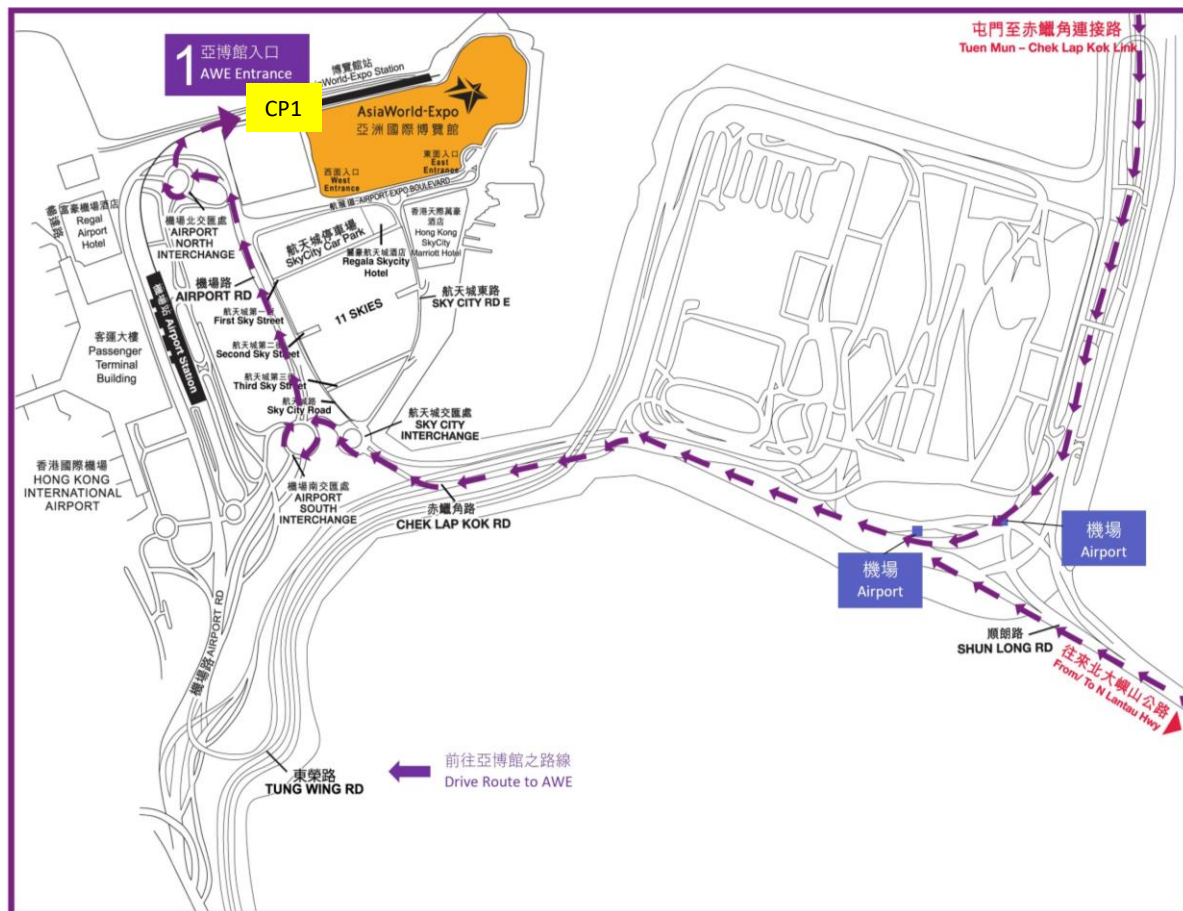 屯門至赤鱲角連接路
Tuen Mun – Chek Lap Kok Link
1
亞博館入口
AWE Entrance
博覽館站
aWorld-Expo Station
CP1
AsiaWorld-Expo
亞洲國際博覽館
東面入口
East
Entrance
西面入口
West
Entrance
航展道 AIRPORT EXPO BOULEVARD
富豪機場酒店
Regal
Airport
Hotel
機場北交匯處
AIRPORT
NORTH
INTERCHANGE
航天城停車場
SkyCity Car Park
香港天際萬豪
酒店
Hong Kong
SkyCity
Marriott Hotel
麗豪航天城酒店
Regala Skycity
Hotel
機場路
AIRPORT RD
航天城東路
SKY CITY RD E
11 SKIES
航天城第一街
First Sky Street
航天城第二街
Second Sky Street
航天城第三街
Third Sky Street
航天城路
Sky City Road
機場站 Airport Station
客運大樓
Passenger
Terminal
Building
航天城交匯處
SKY CITY
INTERCHANGE
香港國際機場
HONG KONG
INTERNATIONAL
AIRPORT
機場南交匯處
AIRPORT
SOUTH
INTERCHANGE
赤鱲角路
CHEK LAP KOK RD
機場
Airport
機場
Airport
順朗路
SHUN LONG RD
往來北大嶼山公路
From/ To N Lantau Hwy
機場路 AIRPORT RD
東榮路
TUNG WING RD
前往亞博館之路線
Drive Route to AWE